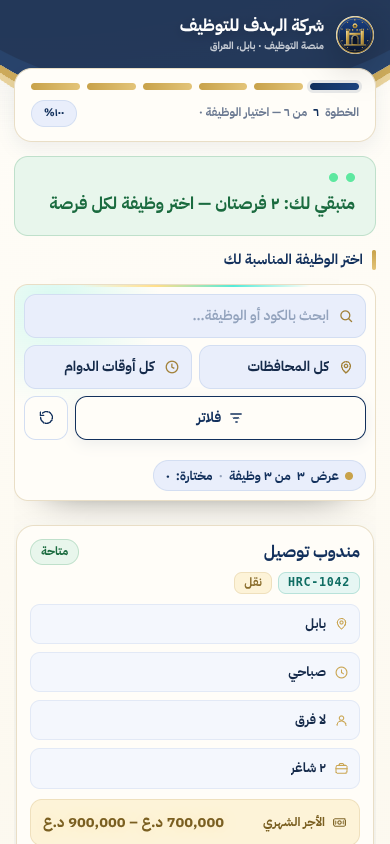 شركة الهدف للتوظيف
منصة التوظيف · بابل، العراق
الخطوة ٦ من ٦ — اختيار الوظيفة ·
١٠٠%
متبقي لك: ٢ فرصتان — اختر وظيفة لكل فرصة
اختر الوظيفة المناسبة لك
ابحث بالكود أو الوظيفة...
كل المحافظات
كل أوقات الدوام
فلاتر
عرض ٣ من ٣ وظيفة · مختارة: ٠
مندوب توصيل
متاحة
HRC-1042
نقل
بابل
صباحي
لا فرق
٢ شاغر
الأجر الشهري
700,000 د.ع – 900,000 د.ع